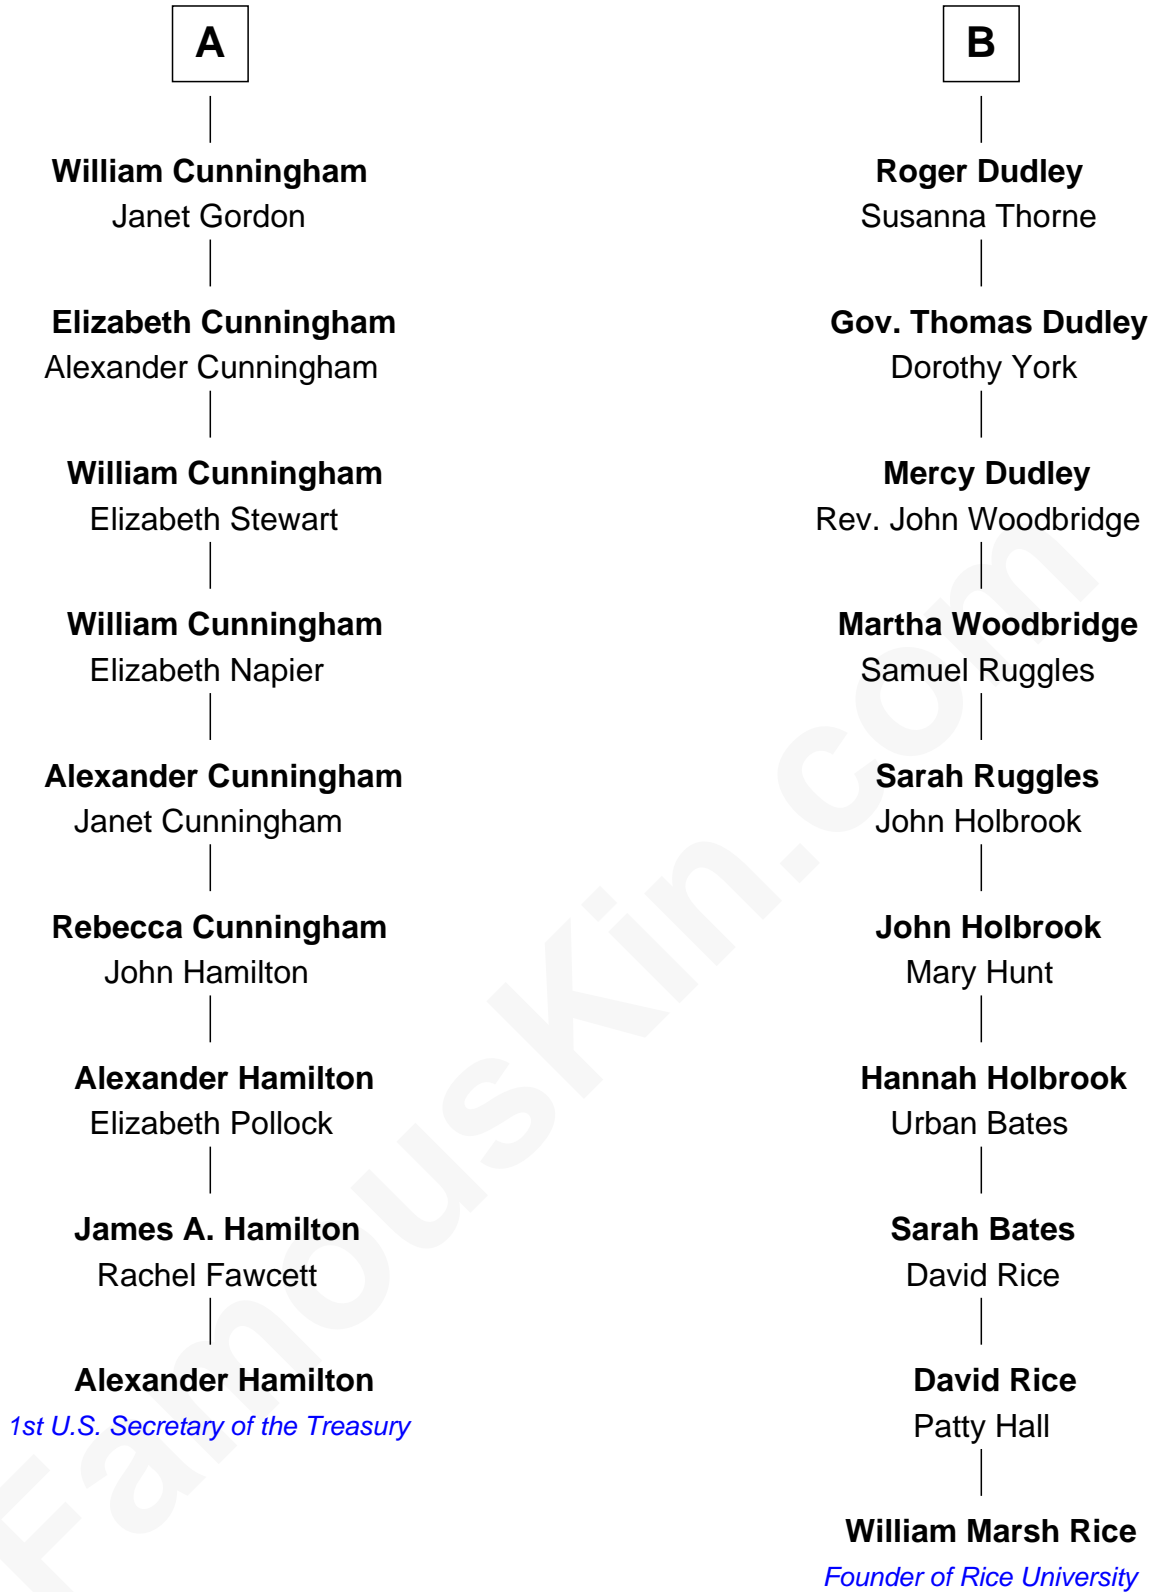 A
William Cunningham
Janet Gordon
Elizabeth Cunningham
Alexander Cunningham
William Cunningham
Elizabeth Stewart
William Cunningham
Elizabeth Napier
Alexander Cunningham
Janet Cunningham
Rebecca Cunningham
John Hamilton
Alexander Hamilton
Elizabeth Pollock
James A. Hamilton
Rachel Fawcett
Alexander Hamilton
1st U.S. Secretary of the Treasury
B
Roger Dudley
Susanna Thorne
Gov. Thomas Dudley
Dorothy York
Mercy Dudley
Rev. John Woodbridge
Martha Woodbridge
Samuel Ruggles
Sarah Ruggles
John Holbrook
John Holbrook
Mary Hunt
Hannah Holbrook
Urban Bates
Sarah Bates
David Rice
David Rice
Patty Hall
William Marsh Rice
Founder of Rice University
FamousKin.com